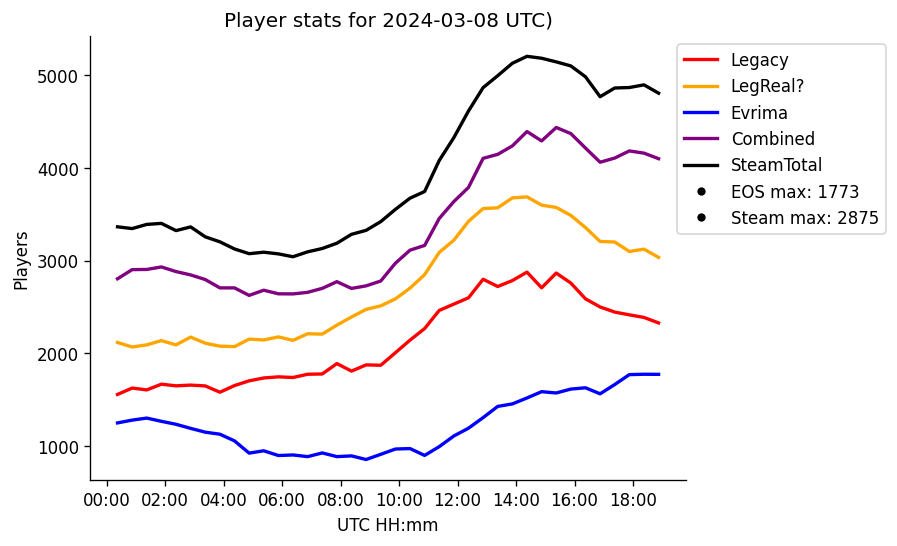 Player stats for 2024-03-08 UTC)
Legacy
LegReal?
Evrima
Combined
SteamTotal
EOS max: 1773
Steam max: 2875
Players
5000
4000
3000
2000
1000
00:00 02:00 04:00 06:00 08:00 10:00 12:00 14:00 16:00 18:00
UTC HH:mm